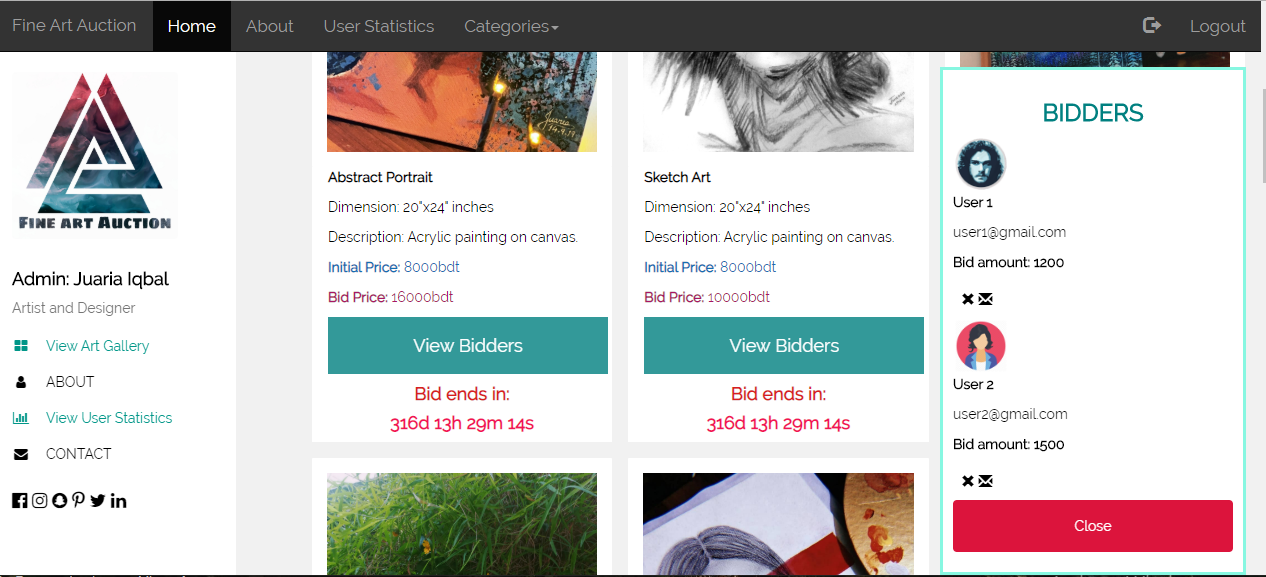 Fine Art Auction
Home
About
User Statistics
Categories
Logout
FINE ART AUCTION
Admin: Juaria Iqbal
Artist and Designer
View Art Gallery
ABOUT
View User Statistics
CONTACT
Juaria
14.9.19
Abstract Portrait
Dimension: 20"x24" inches
Description: Acrylic painting on canvas.
Initial Price: 8000bdt
Bid Price: 16000bdt
View Bidders
Bid ends in:
316d 13h 29m 14s
Sketch Art
Dimension: 20"x24" inches
Description: Acrylic painting on canvas.
Initial Price: 8000bdt
Bid Price: 10000bdt
View Bidders
Bid ends in:
316d 13h 29m 14s
BIDDERS
User 1
user1@gmail.com
Bid amount: 1200
User 2
user2@gmail.com
Bid amount: 1500
Close